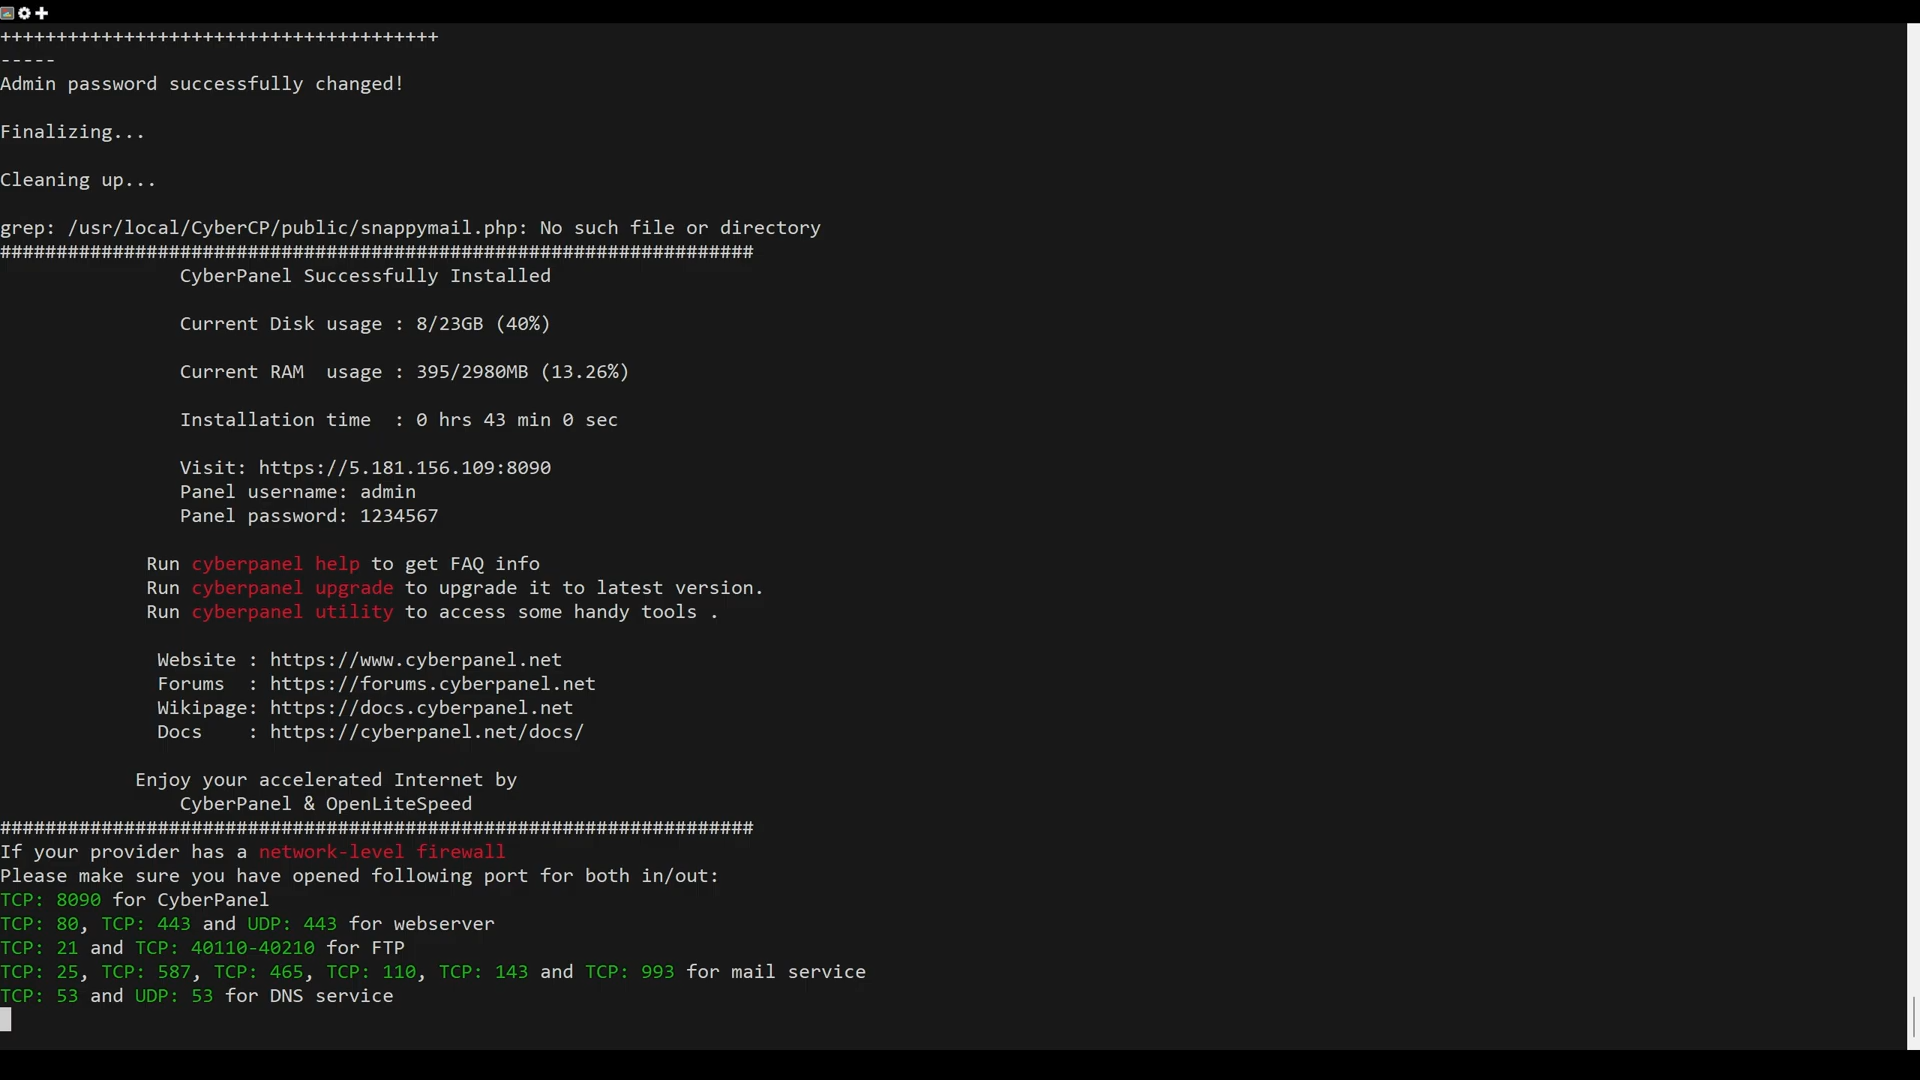 +++++++++++++++++++++++++++++++++++++++
-----
Admin password successfully changed!
Finalizing...
Cleaning up...
grep: /usr/local/CyberCP/public/snappymail.php: No such file or directory
###################################################################
CyberPanel Successfully Installed
Current Disk usage : 8/23GB (40%)
Current RAM  usage : 395/2980MB (13.26%)
Installation time  : 0 hrs 43 min 0 sec
Visit: https://5.181.156.109:8090
Panel username: admin
Panel password: 1234567
Run cyberpanel help to get FAQ info
Run cyberpanel upgrade to upgrade it to latest version.
Run cyberpanel utility to access some handy tools .
Website : https://www.cyberpanel.net
Forums  : https://forums.cyberpanel.net
Wikipage: https://docs.cyberpanel.net
Docs    : https://cyberpanel.net/docs/
Enjoy your accelerated Internet by
CyberPanel & OpenLiteSpeed
###################################################################
If your provider has a network-level firewall
Please make sure you have opened following port for both in/out:
TCP: 8090 for CyberPanel
TCP: 80, TCP: 443 and UDP: 443 for webserver
TCP: 21 and TCP: 40110-40210 for FTP
TCP: 25, TCP: 587, TCP: 465, TCP: 110, TCP: 143 and TCP: 993 for mail service
TCP: 53 and UDP: 53 for DNS service